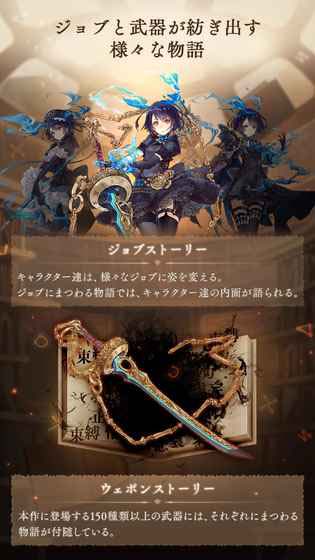 ジョブと武器が紡ぎ出す
様々な物語
ジョブストーリー
キャラクター達は、様々なジョブに姿を変える。
ジョブにまつわる物語では、キャラクター達の内面が語られる。
束縛
束縛
ウェポンストーリー
本作に登場する150種類以上の武器には、それぞれにまつわる
物語が付随している。